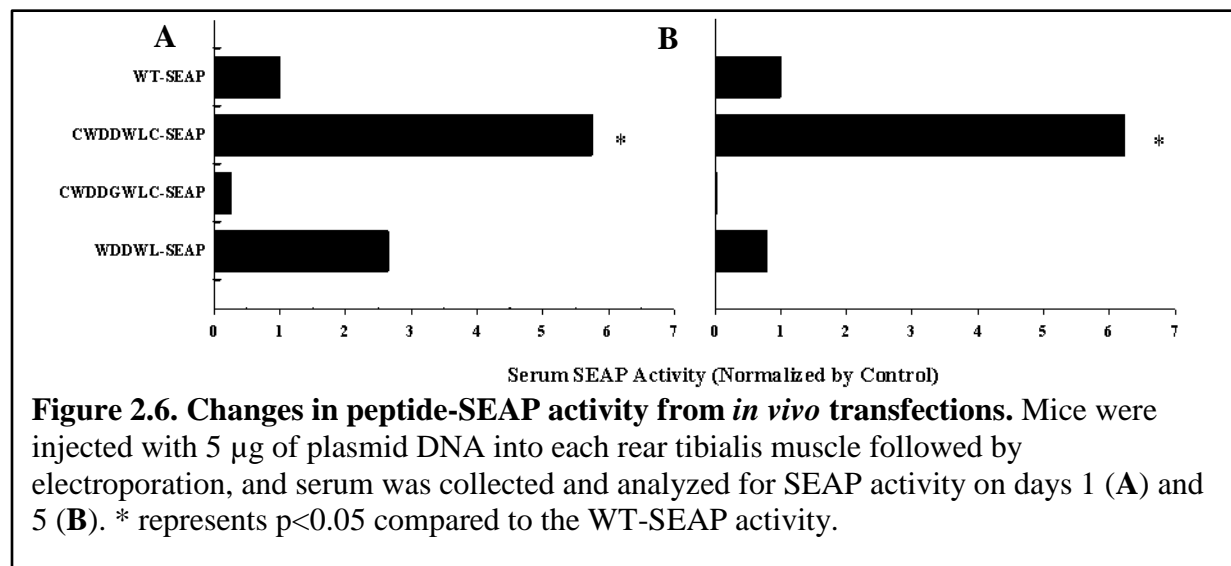 A
B
WT-SEAP
CWDDWLC-SEAP
*
*
CWDDGWLC-SEAP
WDDWL-SEAP
0 1 2 3 4 5 6 7
0 1 2 3 4 5 6 7
Serum SEAP Activity (Normalized by Control)
Figure 2.6. Changes in peptide-SEAP activity from in vivo transfections. Mice were
injected with 5 µg of plasmid DNA into each rear tibialis muscle followed by
electroporation, and serum was collected and analyzed for SEAP activity on days 1 (A) and
5 (B). * represents p<0.05 compared to the WT-SEAP activity.